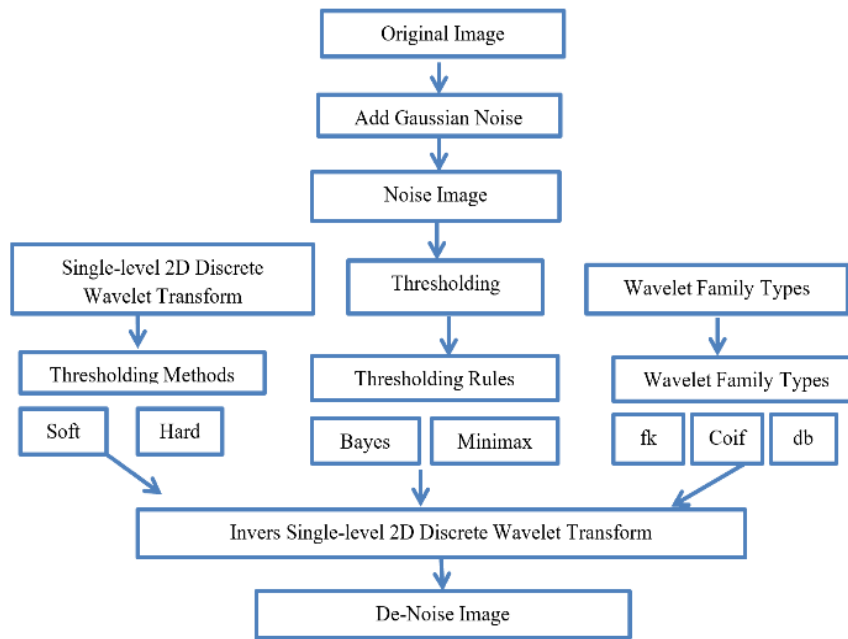 Original Image
Add Gaussian Noise
Noise Image
Single-level 2D Discrete
Wavelet Transform
Thresholding
Wavelet Family Types
Thresholding Methods
Thresholding Rules
Wavelet Family Types
Soft
Hard
Bayes
Minimax
fk
Coif
db
Invers Single-level 2D Discrete Wavelet Transform
De-Noise Image